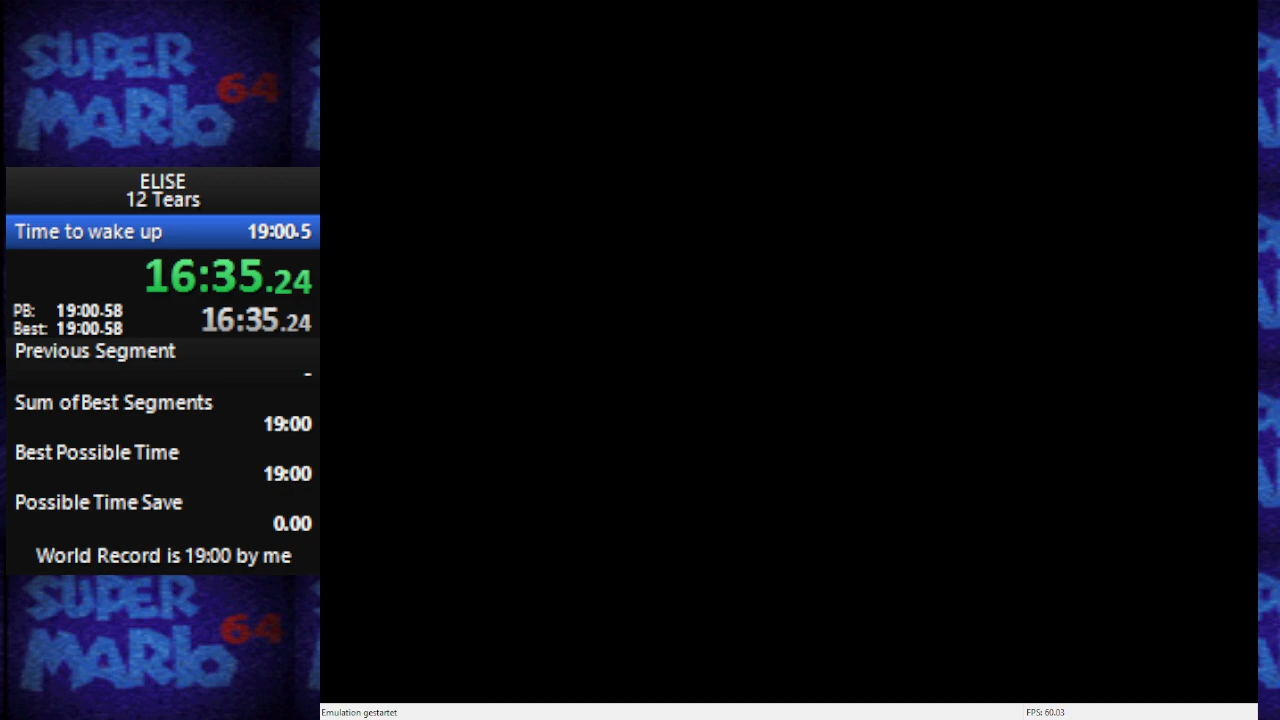 SUPER
MARIO 64
ELISE
12 Tears
Time to wake up 19:00.5
16:35.24
PB: 19:00.58 16:35.24
Best: 19:00.58
Previous Segment
-
Sum of Best Segments
19:00
Best Possible Time
19:00
Possible Time Save
0.00
World Record is 19:00 by me
SUPER
MARIO 64
Emulation gestartet FPS: 60.03